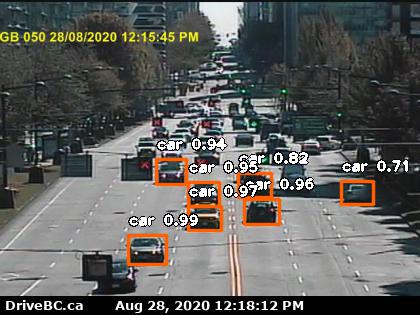 GB 050 28/08/2020 12:15:45 PM
car 0.94
car 0.95
car 0.82
car 0.71
car 0.97
car 0.96
car 0.99
DriveBC.ca Aug 28, 2020 12:18:12 PM